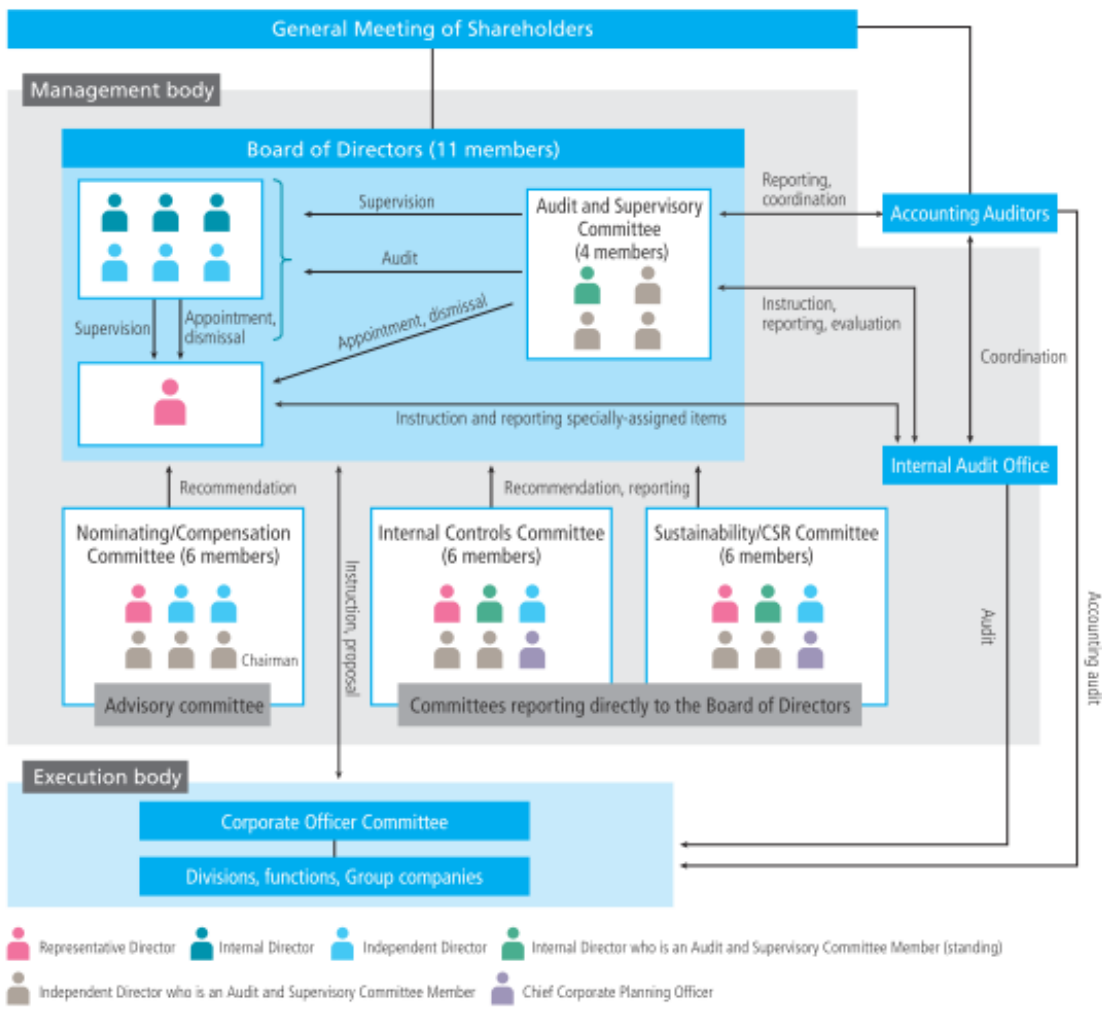 General Meeting of Shareholders
Management body
Board of Directors (11 members)
Supervision
Audit
Appointment, dismissal
Audit and Supervisory
Committee
(4 members)
Reporting,
coordination
Accounting Auditors
Supervision
Appointment,
dismissal
Instruction,
reporting, evaluation
Coordination
Instruction and reporting specially-assigned items
Internal Audit Office
Recommendation
Recommendation, reporting
Nominating/Compensation
Committee (6 members)
Chairman
Advisory committee
Instruction, proposal
Internal Controls Committee
(6 members)
Sustainability/CSR Committee
(6 members)
Committees reporting directly to the Board of Directors
Audit
Accounting audit
Execution body
Corporate Officer Committee
Divisions, functions, Group companies
Representative Director
Internal Director
Independent Director
Internal Director who is an Audit and Supervisory Committee Member (standing)
Independent Director who is an Audit and Supervisory Committee Member
Chief Corporate Planning Officer